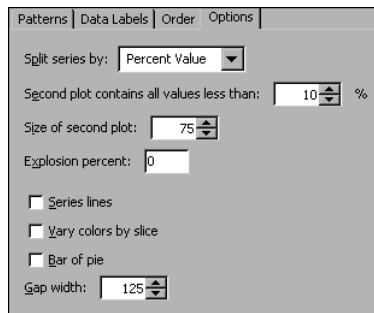 Patterns Data Labels Order Options
Split series by: Percent Value
Second plot contains all values less than: 10 %
Size of second plot: 75
Explosion percent: 0
Series lines
Vary colors by slice
Bar of pie
Gap width: 125